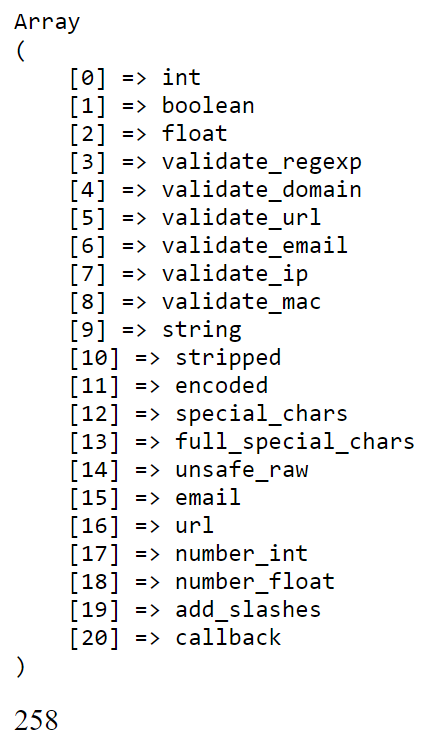 Array
(
    [0] => int
    [1] => boolean
    [2] => float
    [3] => validate_regexp
    [4] => validate_domain
    [5] => validate_url
    [6] => validate_email
    [7] => validate_ip
    [8] => validate_mac
    [9] => string
    [10] => stripped
    [11] => encoded
    [12] => special_chars
    [13] => full_special_chars
    [14] => unsafe_raw
    [15] => email
    [16] => url
    [17] => number_int
    [18] => number_float
    [19] => add_slashes
    [20] => callback
)
258